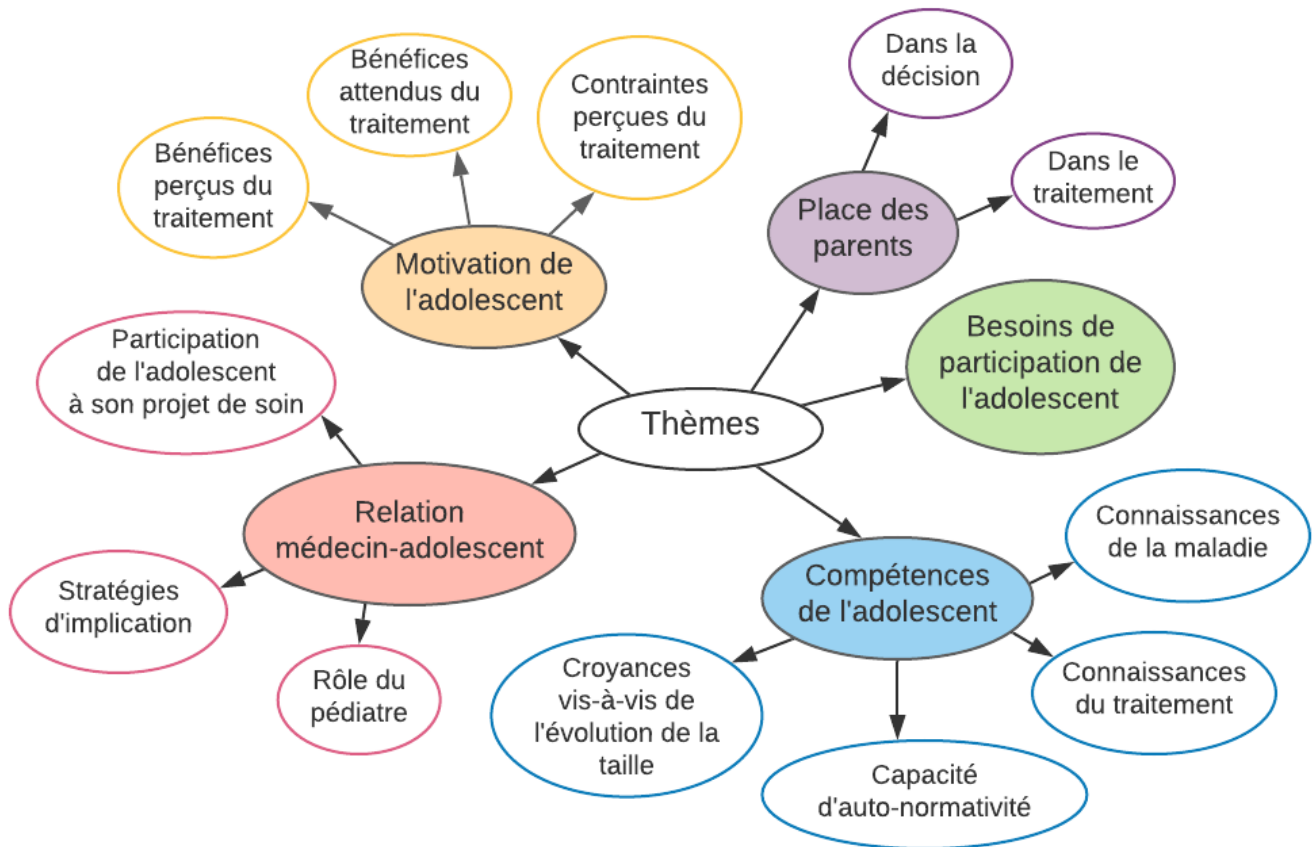 Bénéfices
attendus du
traitement
Contraintes
perçues du
traitement
Dans la
décision
Bénéfices
perçus du
traitement
Dans le
traitement
Motivation de
l'adolescent
Place des
parents
Participation
de l'adolescent
à son projet de soin
Besoins de
participation de
l'adolescent
Thèmes
Relation
médecin-adolescent
Connaissances
de la maladie
Stratégies
d'implication
Compétences
de l'adolescent
Rôle du
pédiatre
Croyances
vis-à-vis de
l'évolution de la
taille
Connaissances
du traitement
Capacité
d'auto-normativité